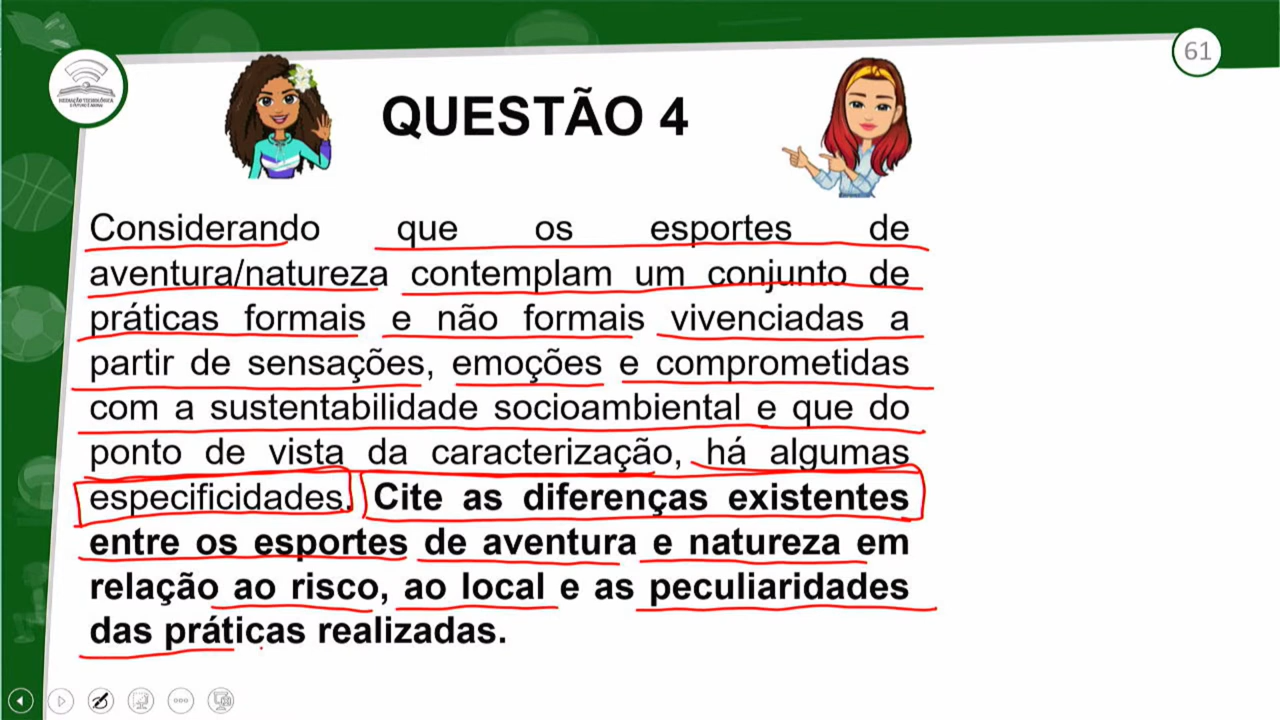 61
QUESTÃO 4
Considerando que os esportes de
aventura/natureza contemplam um conjunto de
práticas formais e não formais vivenciadas a
partir de sensações, emoções e comprometidas
com a sustentabilidade socioambiental e que do
ponto de vista da caracterização, há algumas
especificidades. Cite as diferenças existentes
entre os esportes de aventura e natureza em
relação ao risco, ao local e as peculiaridades
das práticas realizadas.